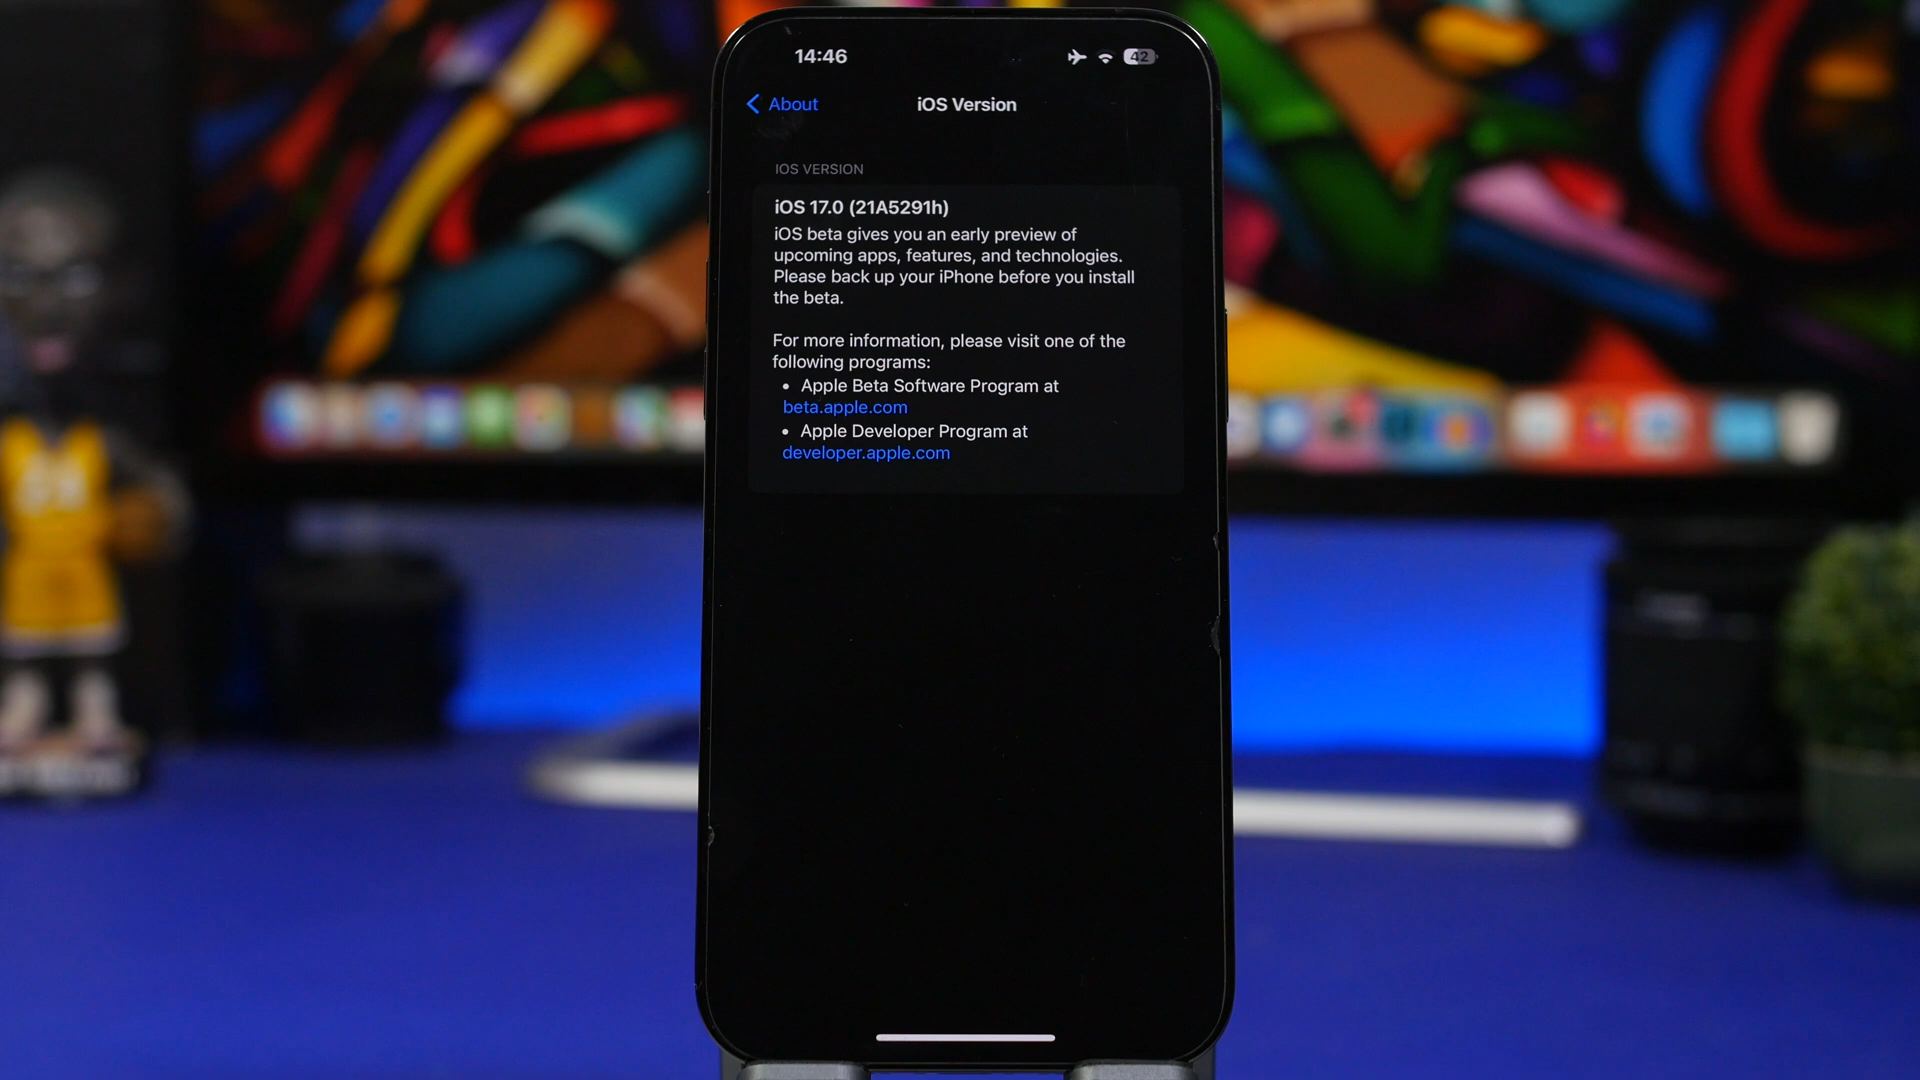 14:46
42
About
iOS Version
IOS VERSION
iOS 17.0 (21A5291h)
iOS beta gives you an early preview of
upcoming apps, features, and technologies.
Please back up your iPhone before you install
the beta.
For more information, please visit one of the
following programs:
• Apple Beta Software Program at
beta.apple.com
• Apple Developer Program at
developer.apple.com